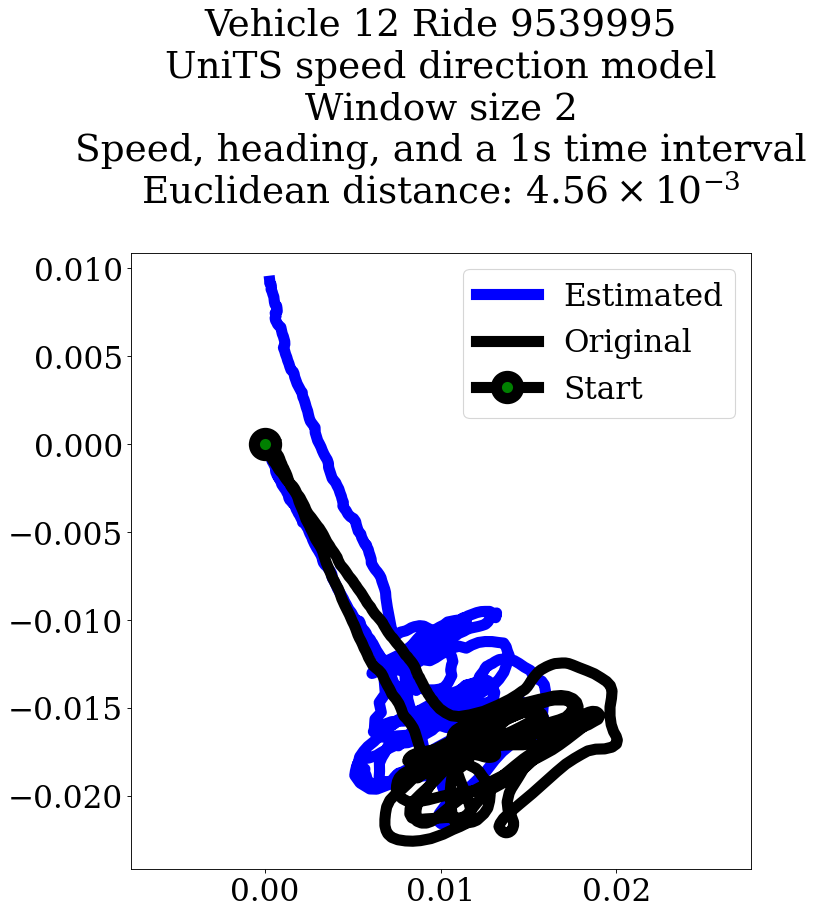 Vehicle 12 Ride 9539995
UniTS speed direction model
Window size 2
Speed, heading, and a 1s time interval
Euclidean distance: 4.56 × 10⁻³
0.010
0.005
0.000
−0.005
−0.010
−0.015
−0.020
Estimated
Original
Start
0.00
0.01
0.02